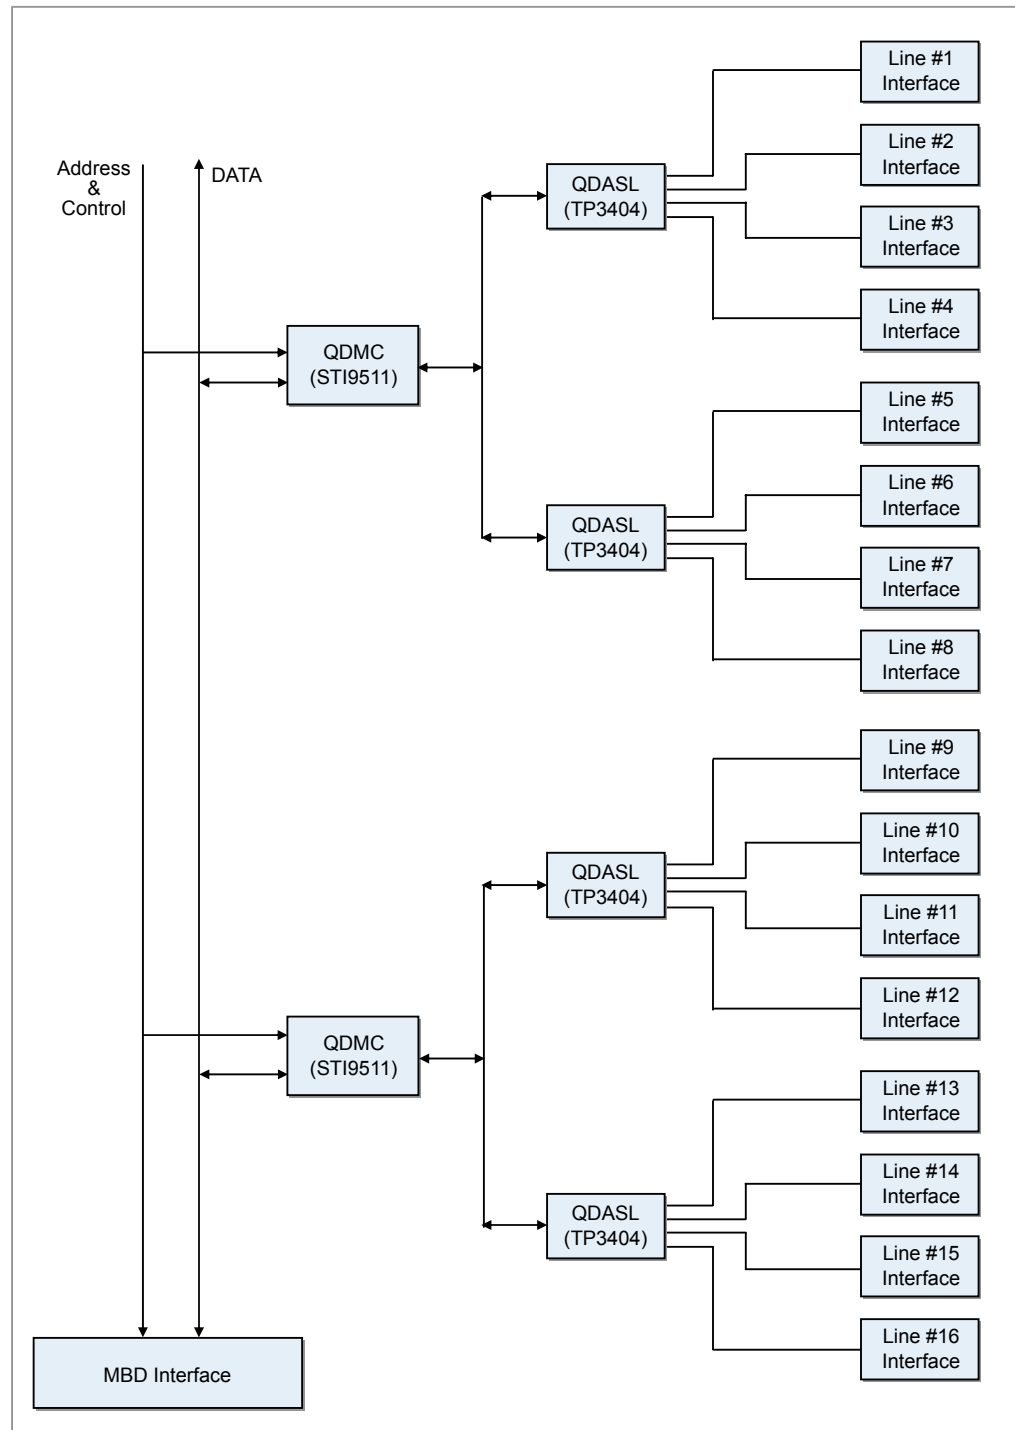 Address
&
Control
DATA
QDMC
(STI9511)
QDASL
(TP3404)
Line #1
Interface
Line #2
Interface
Line #3
Interface
Line #4
Interface
QDASL
(TP3404)
Line #5
Interface
Line #6
Interface
Line #7
Interface
Line #8
Interface
QDMC
(STI9511)
QDASL
(TP3404)
Line #9
Interface
Line #10
Interface
Line #11
Interface
Line #12
Interface
QDASL
(TP3404)
Line #13
Interface
Line #14
Interface
Line #15
Interface
Line #16
Interface
MBD Interface